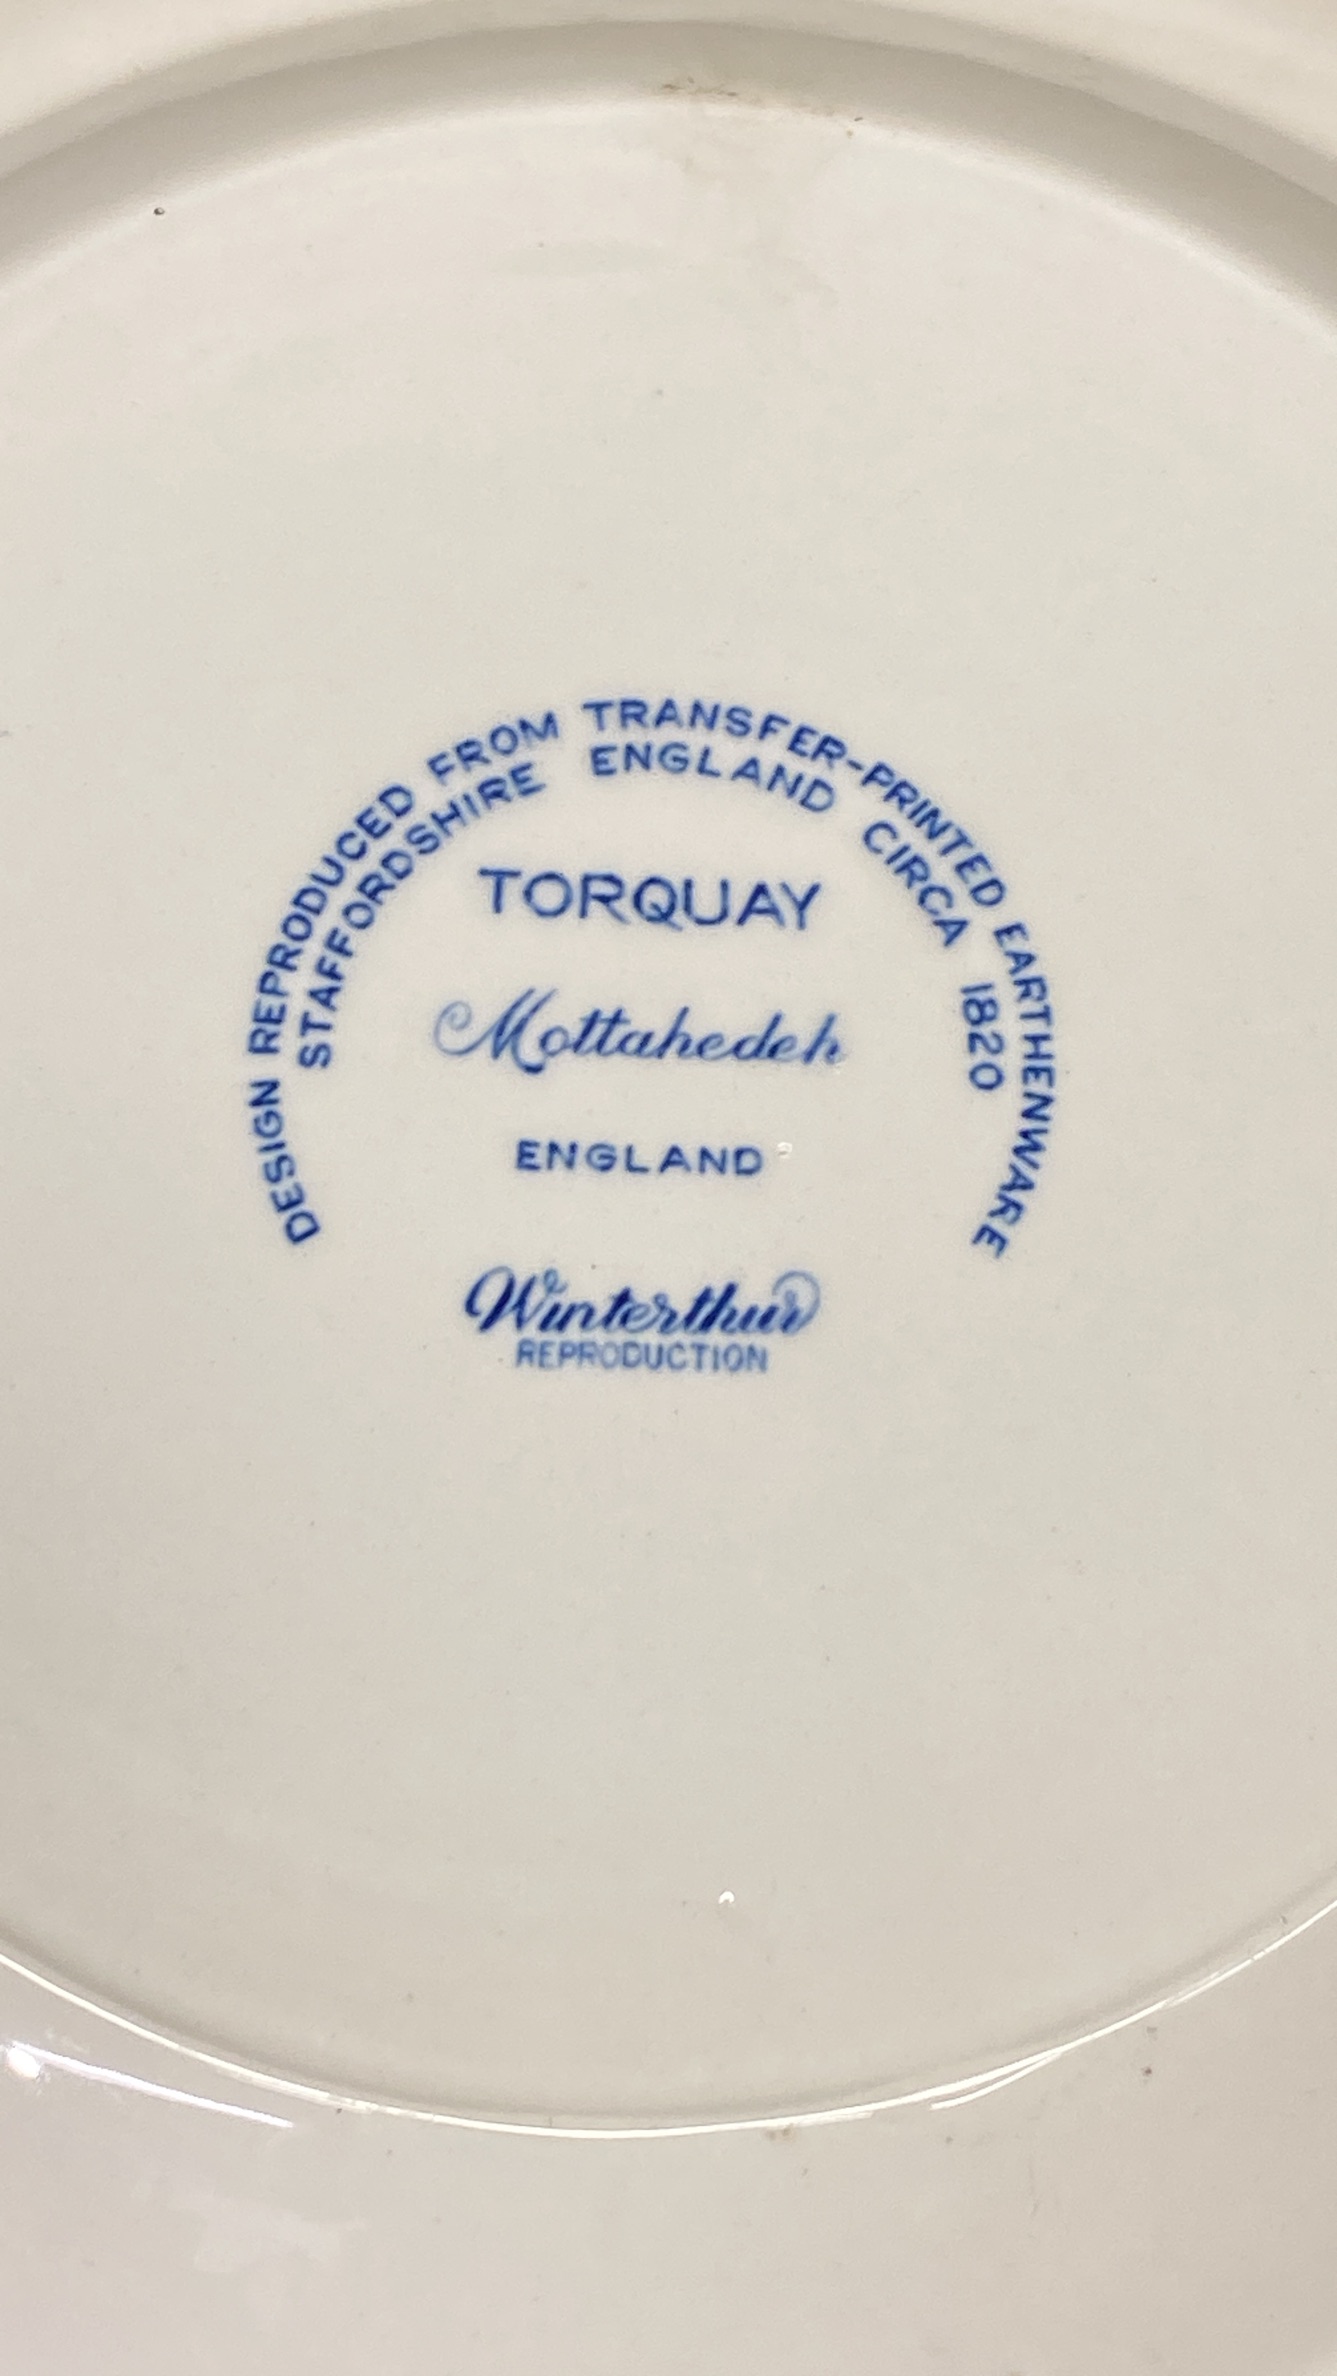 DESIGN REPRODUCED FROM TRANSFER-PRINTED EARTHENWARE
STAFFORDSHIRE ENGLAND CIRCA 1820
TORQUAY
Mottahedeh
ENGLAND
Winterthur
REPRODUCTION